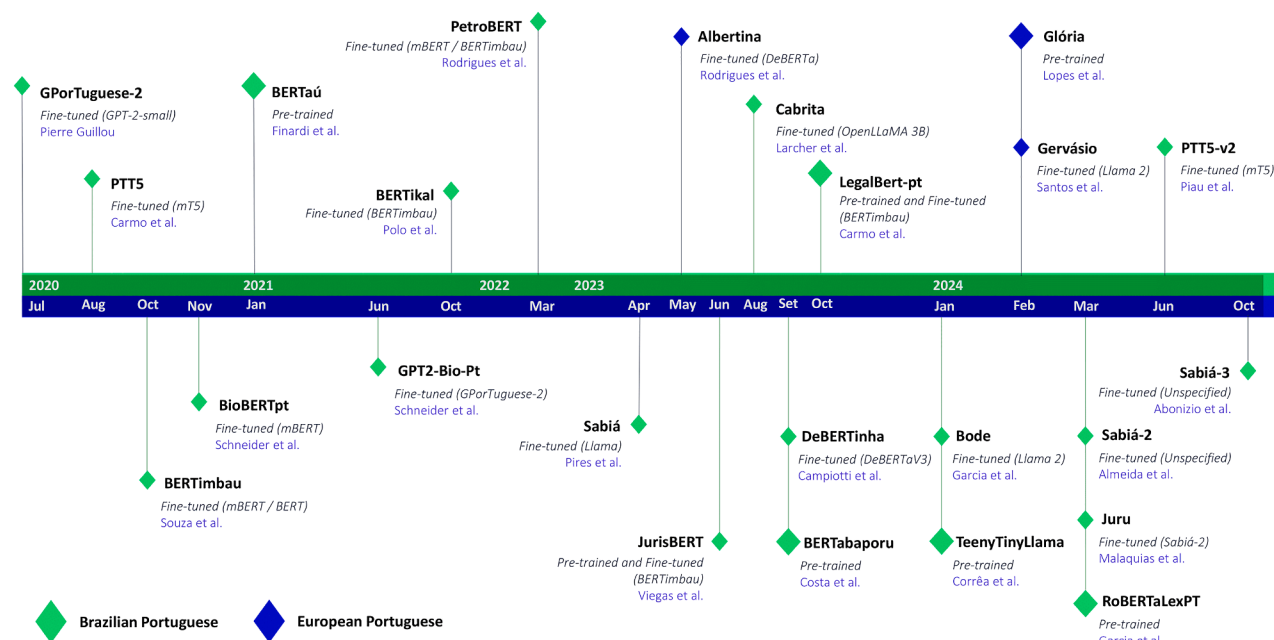 PetroBERT
Fine-tuned (mBERT / BERTimbau)
Rodrigues et al.
Albertina
Fine-tuned (DeBERTa)
Rodrigues et al.
Glória
Pre-trained
Lopes et al.
GPorTuguese-2
Fine-tuned (GPT-2-small)
Pierre Guillou
BERTaú
Pre-trained
Finardi et al.
Cabrita
Fine-tuned (OpenLLaMA 3B)
Larcher et al.
Gervásio
Fine-tuned (Llama 2)
Santos et al.
PTT5-v2
Fine-tuned (mT5)
Piau et al.
PTT5
Fine-tuned (mT5)
Carmo et al.
BERTikal
Fine-tuned (BERTimbau)
Polo et al.
LegalBert-pt
Pre-trained and Fine-tuned
(BERTimbau)
Carmo et al.
2020 2021 2022 2023 2024
Jul Aug Oct Nov Jan Jun Oct Mar Apr May Jun Aug Set Oct Jan Feb Mar Jun Oct
GPT2-Bio-Pt
Fine-tuned (GPorTuguese-2)
Schneider et al.
Sabiá-3
Fine-tuned (Unspecified)
Abonizio et al.
BioBERTpt
Fine-tuned (mBERT)
Schneider et al.
Sabiá
Fine-tuned (Llama)
Pires et al.
DeBERTinha
Fine-tuned (DeBERTaV3)
Campiotti et al.
Bode
Fine-tuned (Llama 2)
Garcia et al.
Sabiá-2
Fine-tuned (Unspecified)
Almeida et al.
BERTimbau
Fine-tuned (mBERT / BERT)
Souza et al.
JurisBERT
Pre-trained and Fine-tuned
(BERTimbau)
Viegas et al.
BERTabaporu
Pre-trained
Costa et al.
TeenyTinyLlama
Pre-trained
Corrêa et al.
Juru
Fine-tuned (Sabiá-2)
Malaquias et al.
RoBERTaLexPT
Pre-trained
Garcia et al.
Brazilian Portuguese
European Portuguese